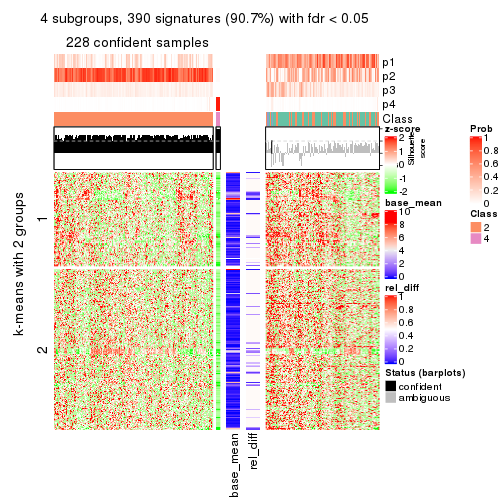 4 subgroups, 390 signatures (90.7%) with fdr < 0.05
228 confident samples
p1
p2
p3
p4
Class
k-means with 2 groups
1
2
base_mean
rel_diff
z-score
2
1
0
-1
-2
Silhouette
score
base_mean
10
8
6
4
2
0
rel_diff
1
0.8
0.6
0.4
0.2
0
Prob
1
0.8
0.6
0.4
0.2
0
Class
2
4
Status (barplots)
confident
ambiguous